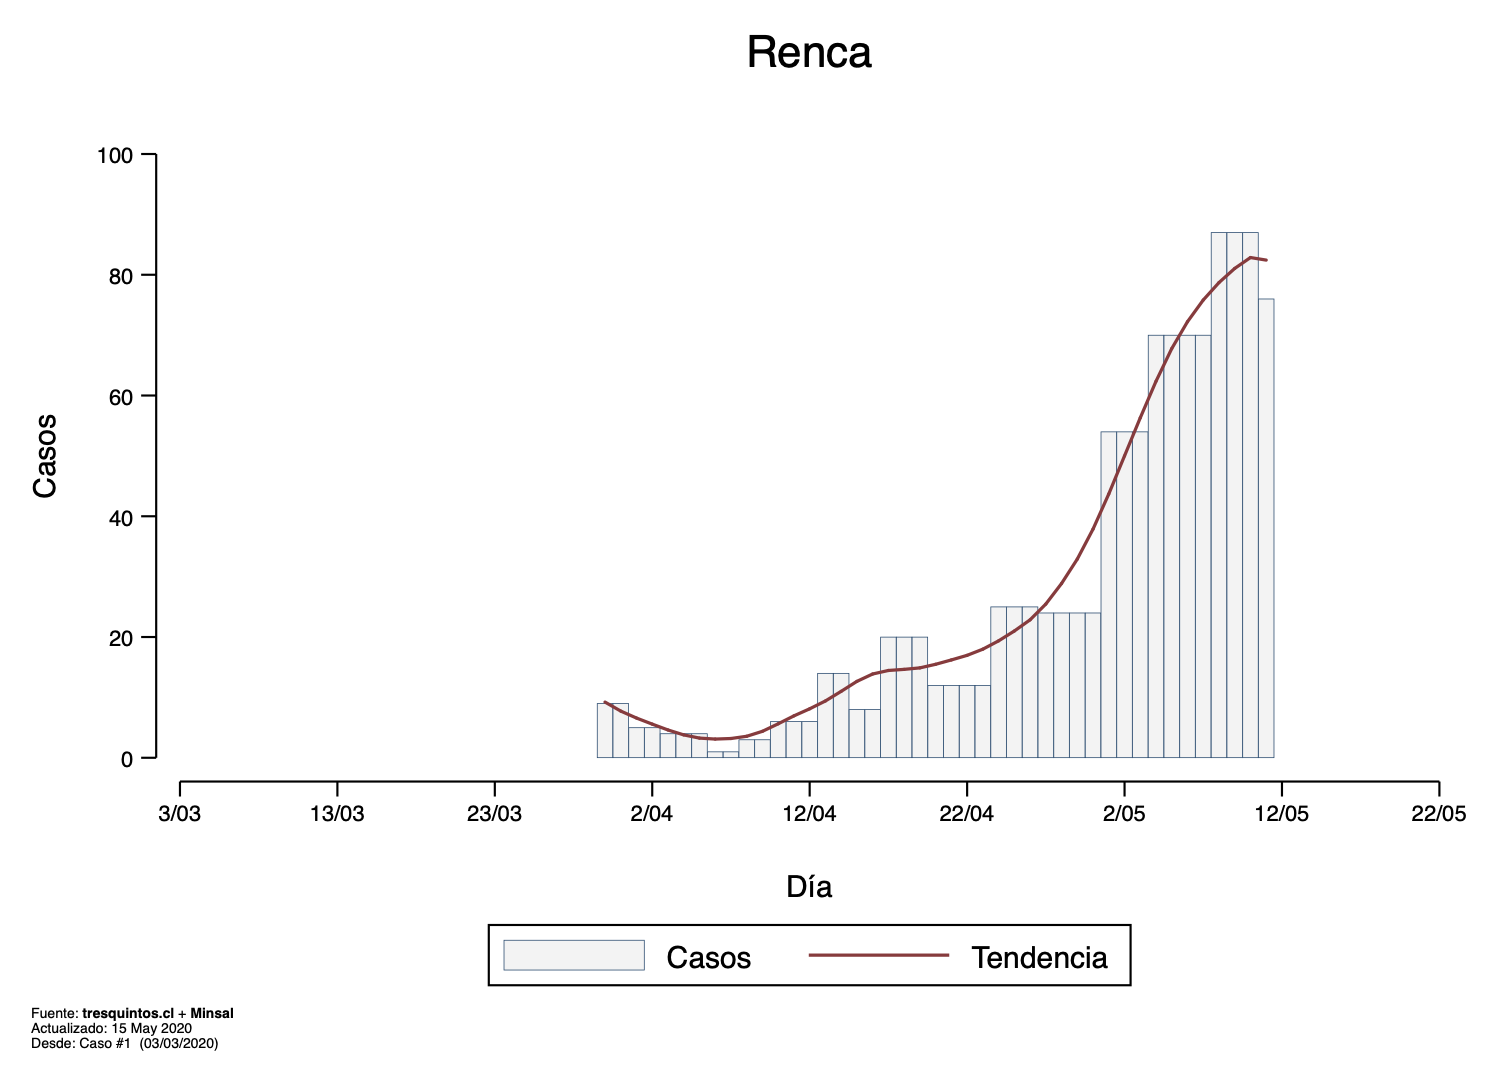 Renca
100
80
60
40
20
0
Casos
3/03 13/03 23/03 2/04 12/04 22/04 2/05 12/05 22/05
Día
Casos Tendencia
Fuente: tresquintos.cl + Minsal
Actualizado: 15 May 2020
Desde: Caso #1 (03/03/2020)